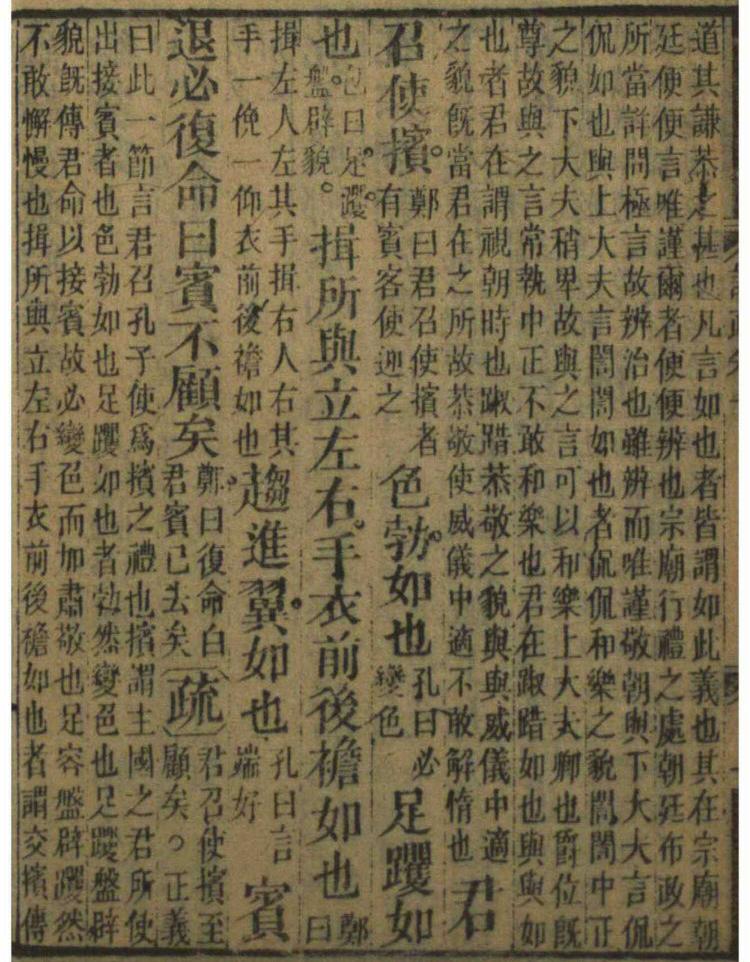 道其謙恭之甚也凡言如也者皆謂如此義也其在宗廟朝
廷便便言唯謹爾者便便辨也宗廟行禮之處朝廷布政之
所當詳問極言故辨治也雖辨而唯謹敬朝與下大夫言侃
侃如也與上大夫言誾誾如也者侃侃和樂之貌誾誾中正
之貌下大夫稍卑故與之言可以和樂上大夫卿也爵位既
尊故與之言常執中正不敢和樂也君在踧踖如也與與如
也者君在謂視朝時也踧踖恭敬之貌與與威儀中適
之貌既當君在之所故恭敬使威儀中適不敢解惰也君
召使擯。鄭曰君召使擯者有賓客使迎之色勃如也孔曰必變色足躩如
也。包曰足躩。盤辟貌。揖所與立左右。手衣前後襜如也鄭曰
揖左人左其手揖右人右其手一俛一仰衣前後襜如也。趨進翼如也孔曰言端好賓
退必復命曰賓不顧矣鄭曰復命白君賓已去矣疏君召使擯至顧矣○正義
曰此一節言君召孔子使爲擯之禮也擯謂主國之君所使
出接賓者也色勃如也足躩如也者勃然變色也足躩盤辟
貌旣傳君命以接賓故必變色而加肅敬也足容盤辟躩然
不敢懈慢也揖所與立左右手衣前後襜如也者謂交擯傳